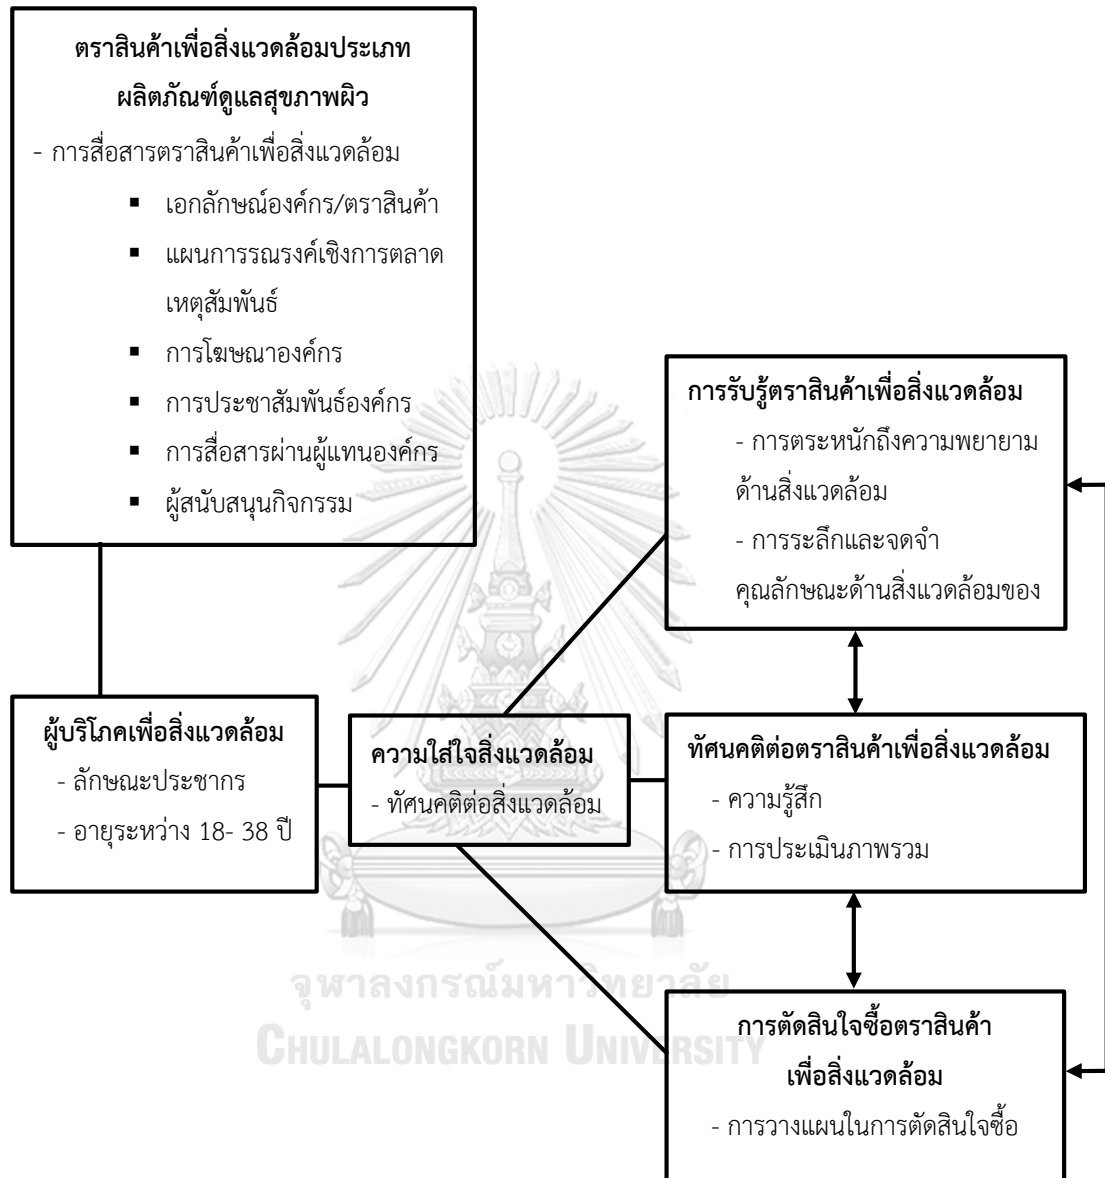 ตราสินค้าเพื่อสิ่งแวดล้อมประเภท
ผลิตภัณฑ์ดูแลสุขภาพผิว
- การสื่อสารตราสินค้าเพื่อสิ่งแวดล้อม
▪ เอกลักษณ์องค์กร/ตราสินค้า
▪ แผนการรณรงค์เชิงการตลาด
เหตุสัมพันธ์
▪ การโฆษณาองค์กร
▪ การประชาสัมพันธ์องค์กร
▪ การสื่อสารผ่านผู้แทนองค์กร
▪ ผู้สนับสนุนกิจกรรม
การรับรู้ตราสินค้าเพื่อสิ่งแวดล้อม
- การตระหนักถึงความพยายาม
ด้านสิ่งแวดล้อม
- การระลึกและจดจำ
คุณลักษณะด้านสิ่งแวดล้อมของ
ผู้บริโภคเพื่อสิ่งแวดล้อม
- ลักษณะประชากร
- อายุระหว่าง 18- 38 ปี
ความใส่ใจสิ่งแวดล้อม
- ทัศนคติต่อสิ่งแวดล้อม
ทัศนคติต่อตราสินค้าเพื่อสิ่งแวดล้อม
- ความรู้สึก
- การประเมินภาพรวม
การตัดสินใจซื้อตราสินค้า
เพื่อสิ่งแวดล้อม
- การวางแผนในการตัดสินใจซื้อ
จุฬาลงกรณ์มหาวิทยาลัย
CHULALONGKORN UNIVERSITY